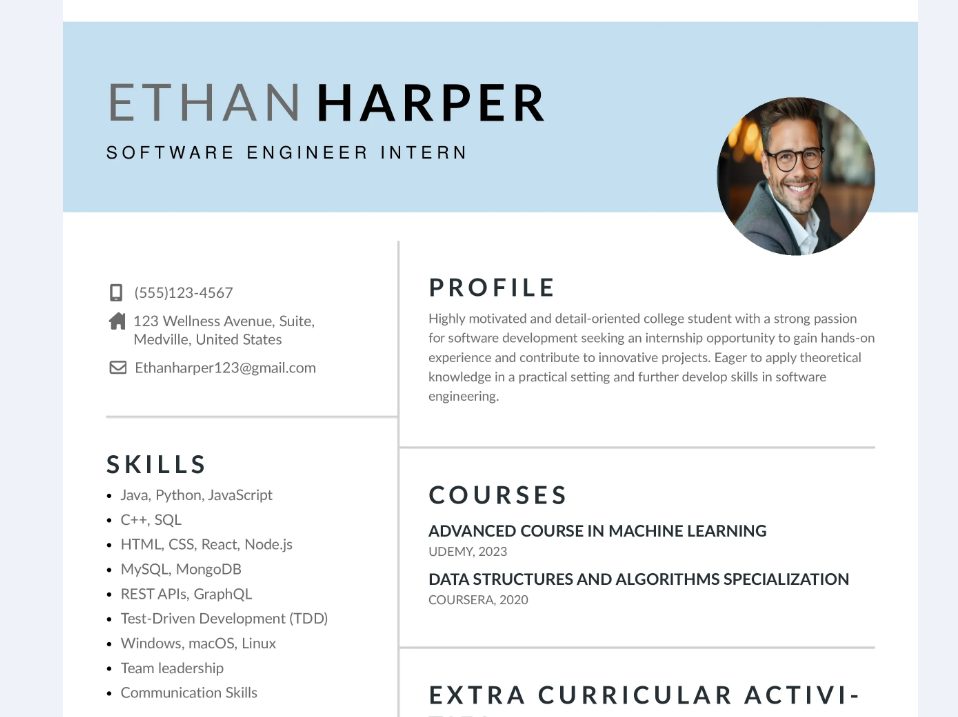 ETHAN HARPER
SOFTWARE ENGINEER INTERN
(555)123-4567
123 Wellness Avenue, Suite,
Medville, United States
Ethanharper123@gmail.com
SKILLS
Java, Python, JavaScript
C++, SQL
HTML, CSS, React, Node.js
MySQL, MongoDB
REST APIs, GraphQL
Test-Driven Development (TDD)
Windows, macOS, Linux
Team leadership
Communication Skills
PROFILE
Highly motivated and detail-oriented college student with a strong passion
for software development seeking an internship opportunity to gain hands-on
experience and contribute to innovative projects. Eager to apply theoretical
knowledge in a practical setting and further develop skills in software
engineering.
COURSES
ADVANCED COURSE IN MACHINE LEARNING
UDEMY, 2023
DATA STRUCTURES AND ALGORITHMS SPECIALIZATION
COURSERA, 2020
EXTRA CURRICULAR ACTIVI-